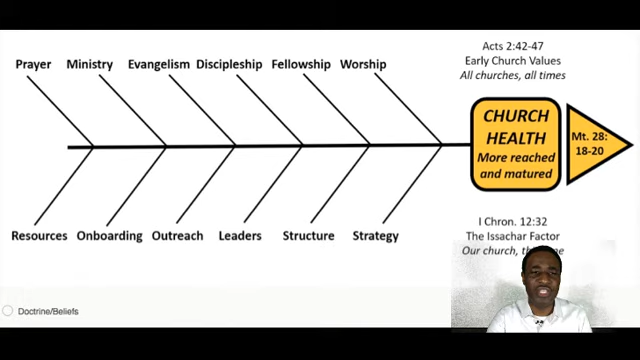 Prayer Ministry Evangelism Discipleship Fellowship Worship
Acts 2:42-47
Early Church Values
All churches, all times
CHURCH
HEALTH
More reached
and matured
Mt. 28:
18-20
Resources Onboarding Outreach Leaders Structure Strategy
I Chron. 12:32
The Issachar Factor
Our church,
Doctrine/Beliefs